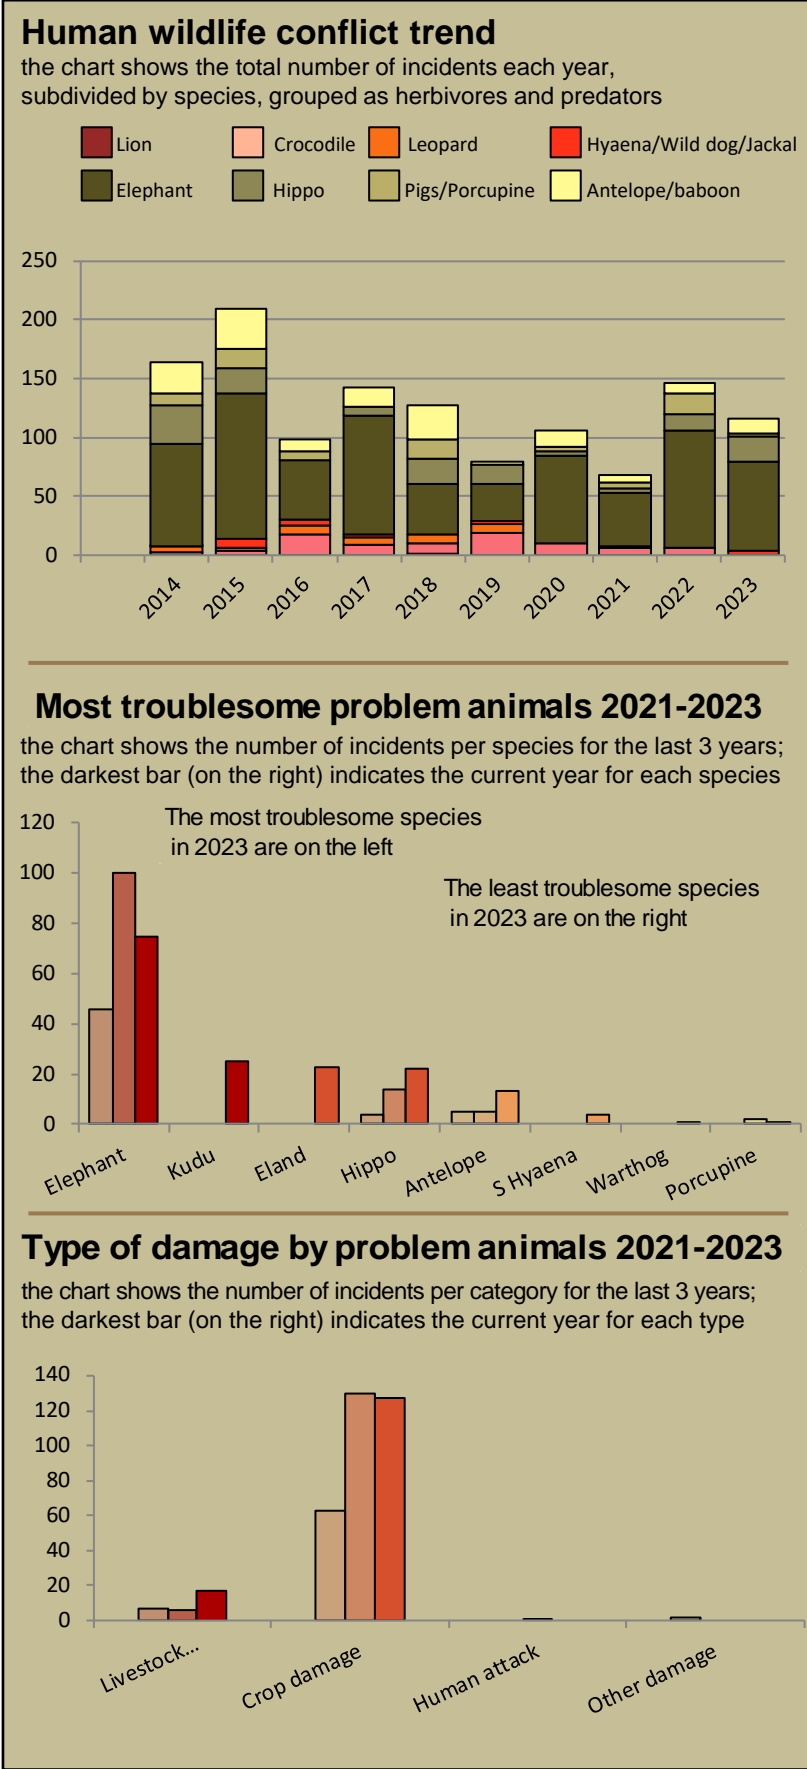 Human wildlife conflict trend
the chart shows the total number of incidents each year,
subdivided by species, grouped as herbivores and predators
Lion Crocodile Leopard Hyaena/Wild dog/Jackal
Elephant Hippo Pigs/Porcupine Antelope/baboon
250
200
150
100
50
0
2014 2015 2016 2017 2018 2019 2020 2021 2022 2023
Most troublesome problem animals 2021-2023
the chart shows the number of incidents per species for the last 3 years;
the darkest bar (on the right) indicates the current year for each species
The most troublesome species
in 2023 are on the left
The least troublesome species
in 2023 are on the right
120
100
80
60
40
20
0
Elephant Kudu Eland Hippo Antelope S Hyaena Warthog Porcupine
Type of damage by problem animals 2021-2023
the chart shows the number of incidents per category for the last 3 years;
the darkest bar (on the right) indicates the current year for each type
140
120
100
80
60
40
20
0
Livestock... Crop damage Human attack Other damage